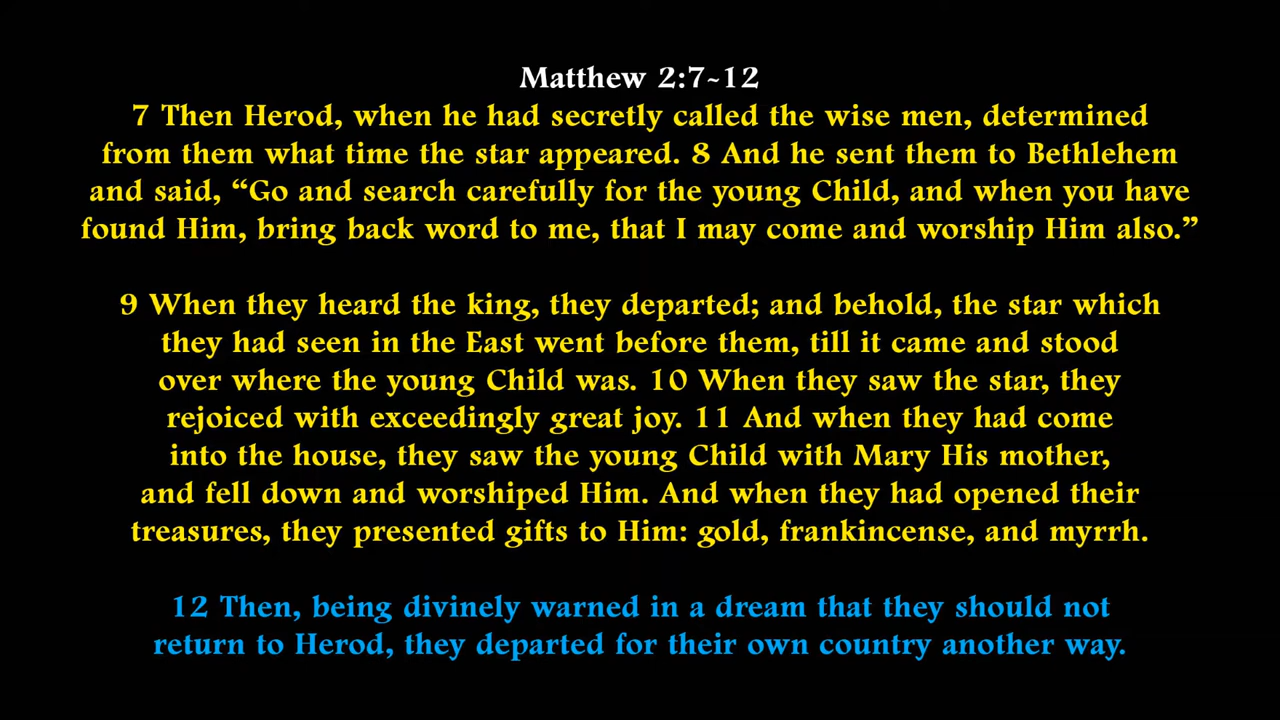 Matthew 2:7~12
7 Then Herod, when he had secretly called the wise men, determined
from them what time the star appeared. 8 And he sent them to Bethlehem
and said, “Go and search carefully for the young Child, and when you have
found Him, bring back word to me, that I may come and worship Him also.”
9 When they heard the king, they departed; and behold, the star which
they had seen in the East went before them, till it came and stood
over where the young Child was. 10 When they saw the star, they
rejoiced with exceedingly great joy. 11 And when they had come
into the house, they saw the young Child with Mary His mother,
and fell down and worshiped Him. And when they had opened their
treasures, they presented gifts to Him: gold, frankincense, and myrrh.
12 Then, being divinely warned in a dream that they should not
return to Herod, they departed for their own country another way.